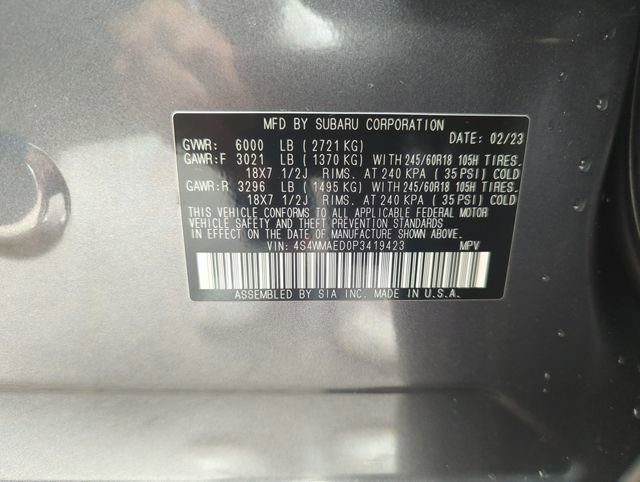 MFD BY SUBARU CORPORATION
GVWR: 6000 LB ( 2721 KG) DATE: 02/23
GAWR:F 3021 LB ( 1370 KG) WITH 245/60R18 105H TIRES.
18X7 1/2J RIMS. AT 240 KPA ( 35 PSI) COLD
GAWR:R 3296 LB ( 1495 KG) WITH 245/60R18 105H TIRES.
18X7 1/2J RIMS. AT 240 KPA ( 35 PSI) COLD
THIS VEHICLE CONFORMS TO ALL APPLICABLE FEDERAL MOTOR
VEHICLE SAFETY AND THEFT PREVENTION STANDARDS
IN EFFECT ON THE DATE OF MANUFACTURE SHOWN ABOVE.
VIN: 4S4WMAED0P3419423 MPV
ASSEMBLED BY SIA INC. MADE IN U.S.A.